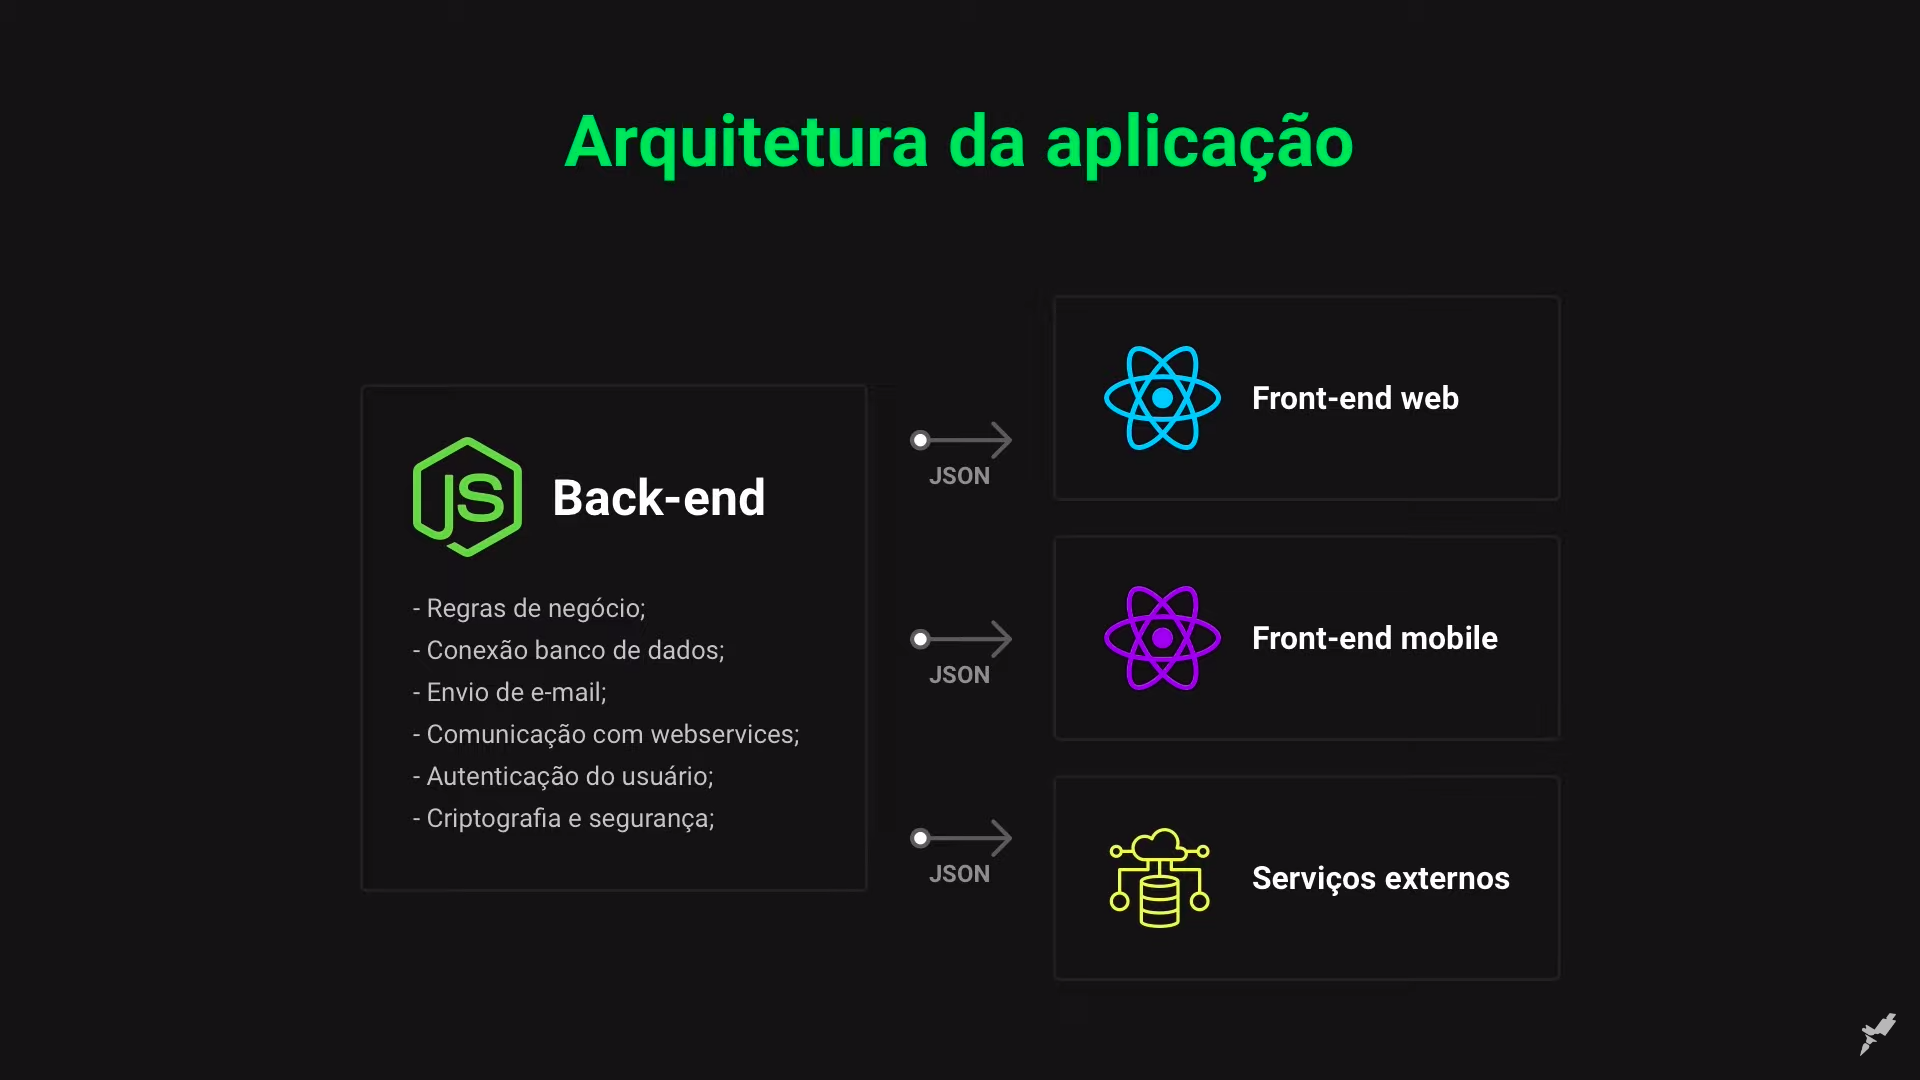 Arquitetura da aplicação
JS
Back-end
- Regras de negócio;
- Conexão banco de dados;
- Envio de e-mail;
- Comunicação com webservices;
- Autenticação do usuário;
- Criptografia e segurança;
JSON
JSON
JSON
Front-end web
Front-end mobile
Serviços externos